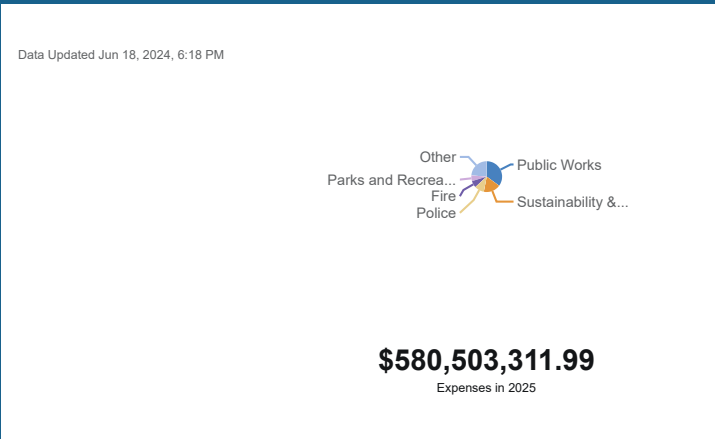 Data Updated Jun 18, 2024, 6:18 PM
Other
Public Works
Parks and Recrea...
Fire
Sustainability &...
Police
$580,503,311.99
Expenses in 2025